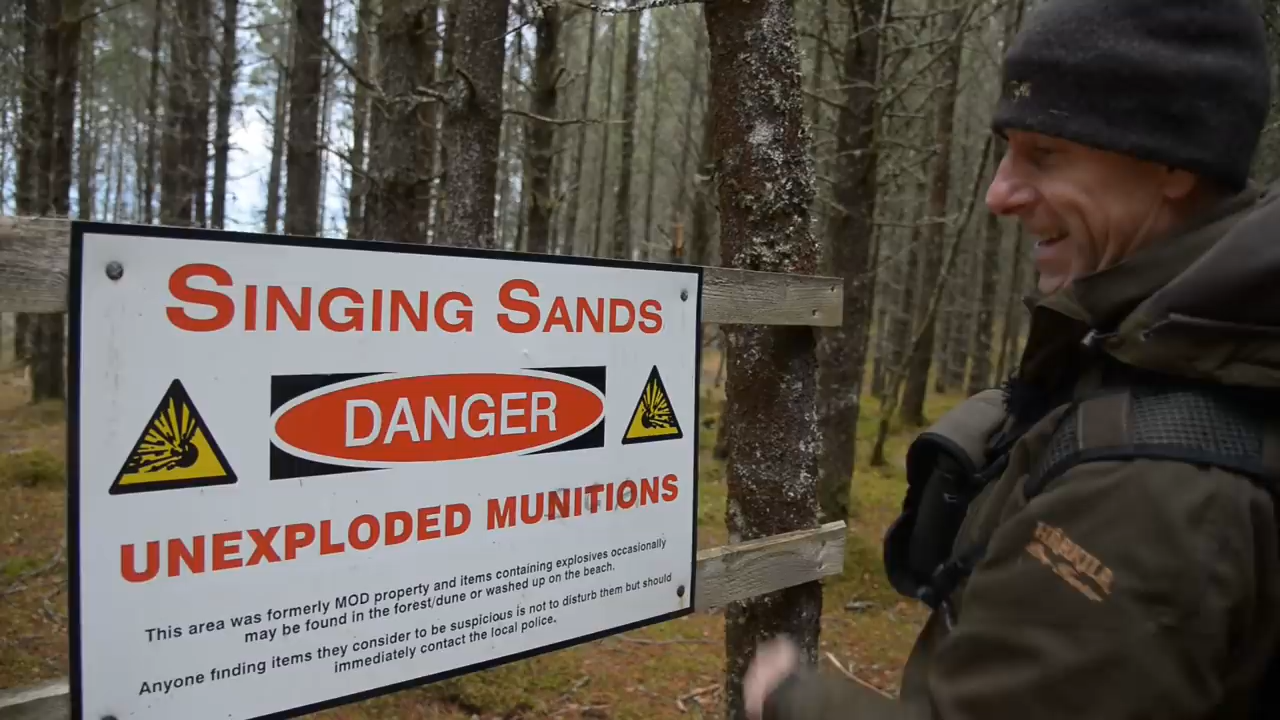 SINGING SANDS
DANGER
UNEXPLODED MUNITIONS
This area was formerly MOD property and items containing explosives occasionally
may be found in the forest/dune or washed up on the beach.
Anyone finding items they consider to be suspicious is not to disturb them but should
immediately contact the local police.
HÄRKILA